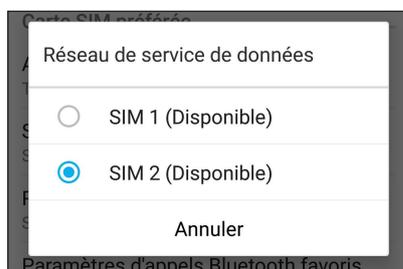 Carte SIM préférée
Réseau de service de données
SIM 1 (Disponible)
SIM 2 (Disponible)
Annuler
Paramètres d'appels Bluetooth favoris